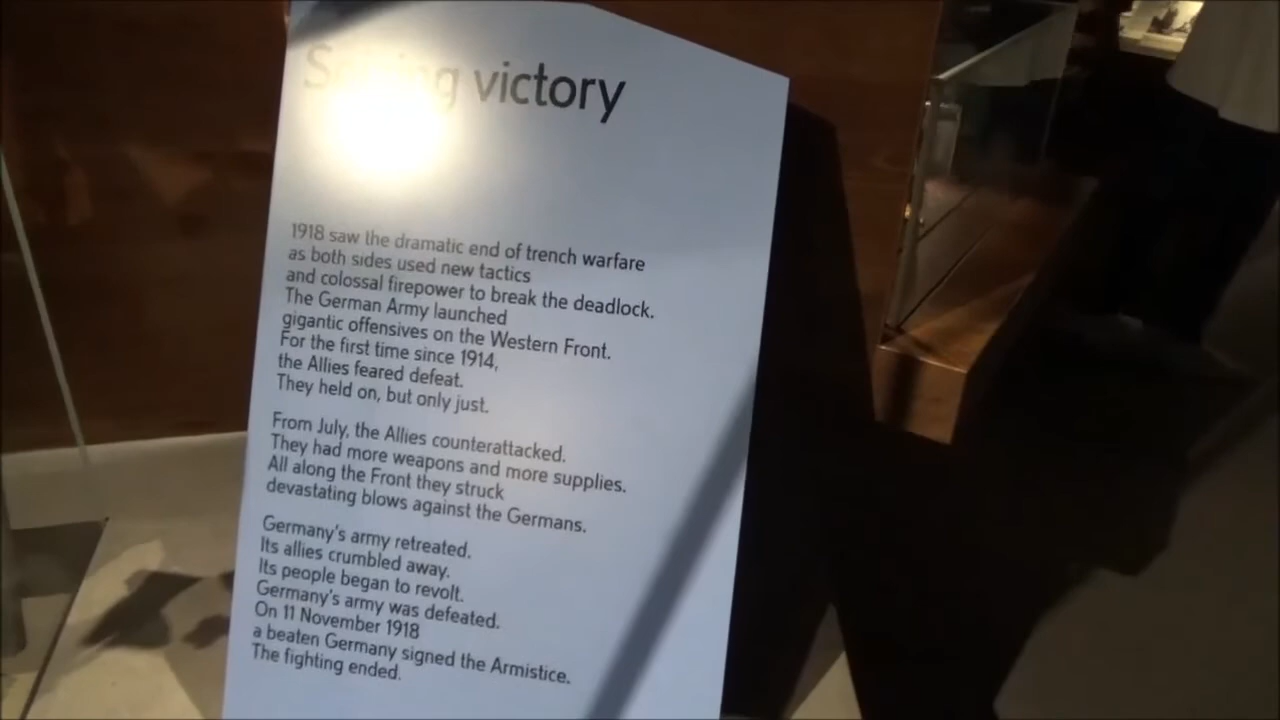 victory
1918 saw the dramatic end of trench warfare
as both sides used new tactics
and colossal firepower to break the deadlock.
The German Army launched
gigantic offensives on the Western Front.
For the first time since 1914,
the Allies feared defeat.
They held on, but only just.
From July, the Allies counterattacked.
They had more weapons and more supplies.
All along the Front they struck
devastating blows against the Germans.
Germany's army retreated.
Its allies crumbled away.
Its people began to revolt.
Germany's army was defeated.
On 11 November 1918
a beaten Germany signed the Armistice.
The fighting ended.